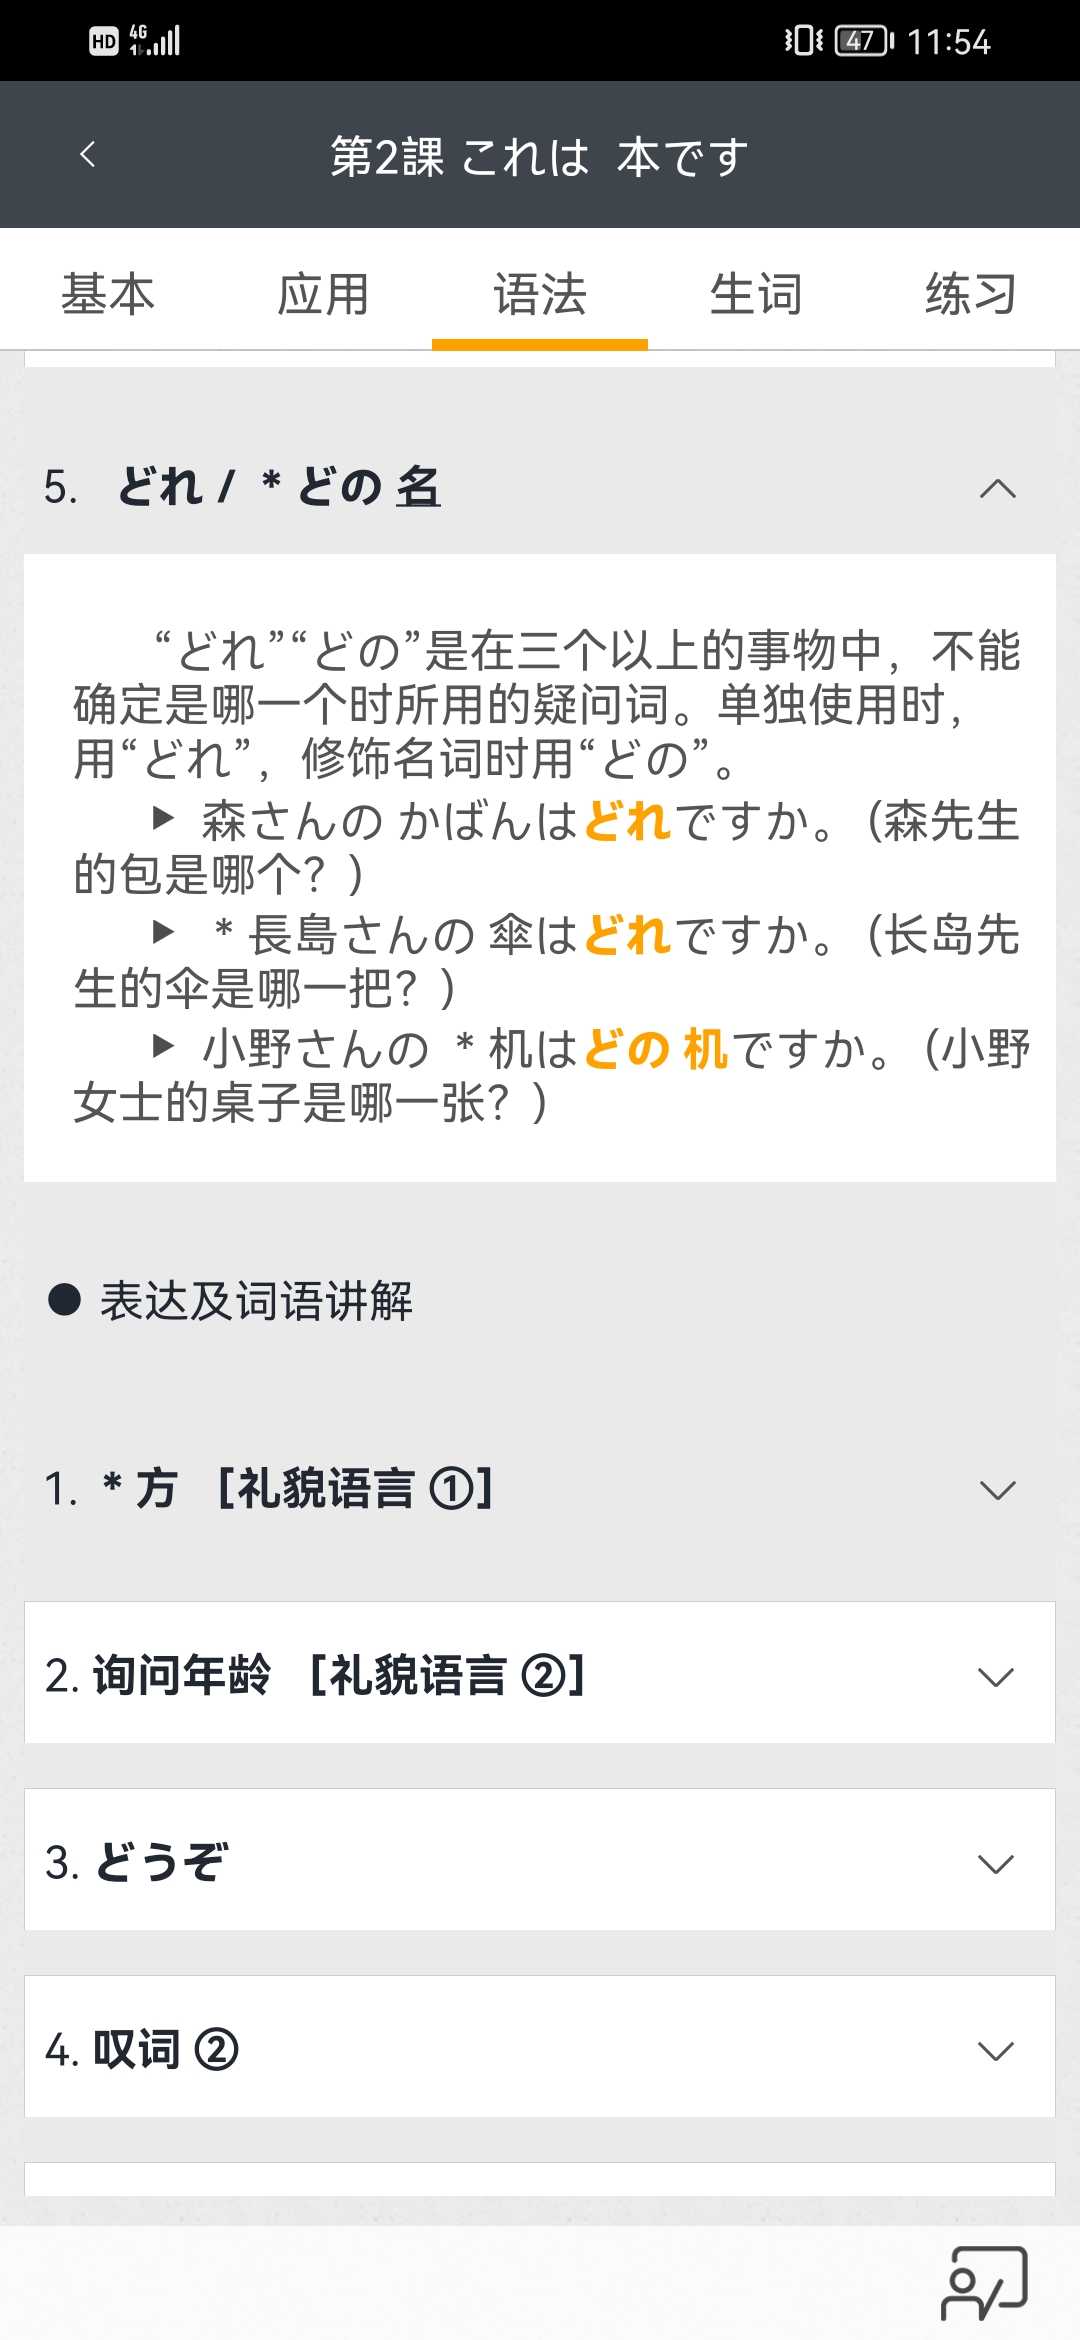 HD 4G 47 11:54
第2課 これは 本です
基本 应用 语法 生词 练习
5. どれ / ＊どの 名
“どれ”“どの”是在三个以上的事物中，不能
确定是哪一个时所用的疑问词。单独使用时，
用“どれ”，修饰名词时用“どの”。
▶ 森さんの かばんはどれですか。(森先生
的包是哪个？)
▶ ＊長島さんの 傘はどれですか。(长岛先
生的伞是哪一把？)
▶ 小野さんの ＊机はどの 机ですか。(小野
女士的桌子是哪一张？)
● 表达及词语讲解
1. ＊方 [礼貌语言 ①]
2. 询问年龄 [礼貌语言 ②]
3. どうぞ
4. 叹词 ②